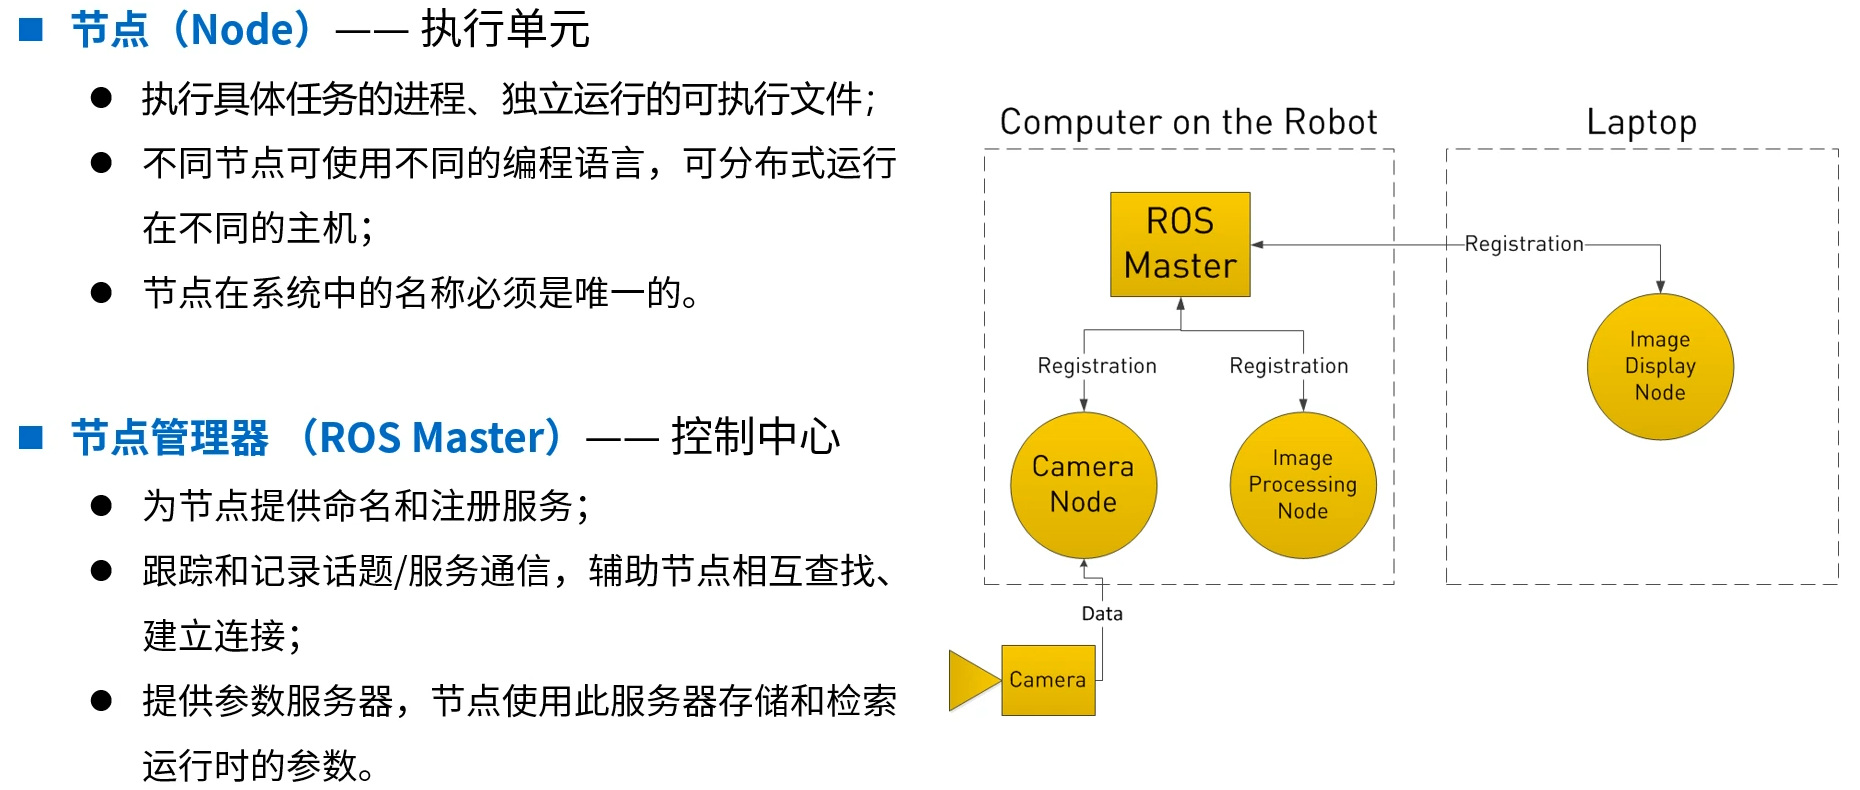 节点（Node）—— 执行单元
执行具体任务的进程、独立运行的可执行文件；
不同节点可使用不同的编程语言，可分布式运行
在不同的主机；
节点在系统中的名称必须是唯一的。
节点管理器 （ROS Master）—— 控制中心
为节点提供命名和注册服务；
跟踪和记录话题/服务通信，辅助节点相互查找、
建立连接；
提供参数服务器，节点使用此服务器存储和检索
运行时的参数。
Computer on the Robot
Laptop
ROS
Master
Registration
Image
Display
Node
Registration
Registration
Camera
Node
Image
Processing
Node
Data
Camera